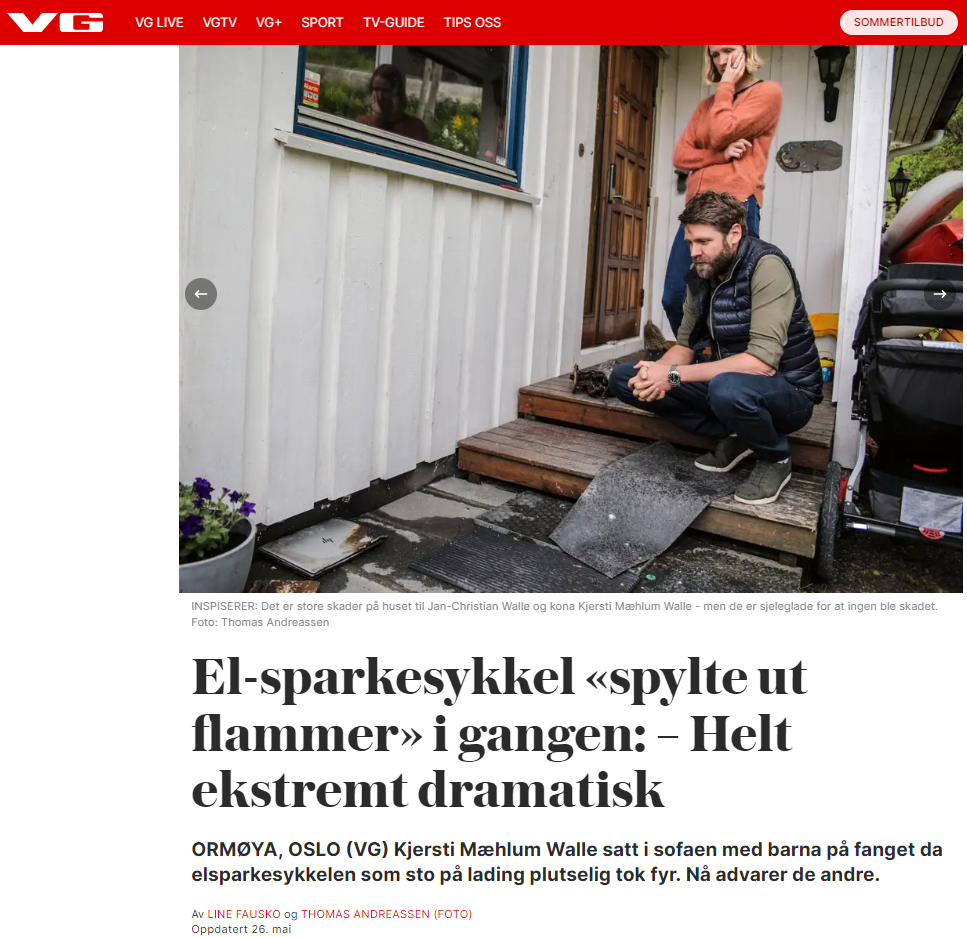 VG
VG LIVE VGTV VG+ SPORT TV-GUIDE TIPS OSS
SOMMERTILBUD
INSPISERER: Det er store skader på huset til Jan-Christian Walle og kona Kjersti Mæhlum Walle - men de er sjeleglade for at ingen ble skadet.
Foto: Thomas Andreassen
El-sparkesykkel «spylte ut
flammer» i gangen: – Helt
ekstremt dramatisk
ORMØYA, OSLO (VG) Kjersti Mæhlum Walle satt i sofaen med barna på fanget da
elsparkesykkelen som sto på lading plutselig tok fyr. Nå advarer de andre.
Av LINE FAUSKO og THOMAS ANDREASSEN (FOTO)
Oppdatert 26. mai